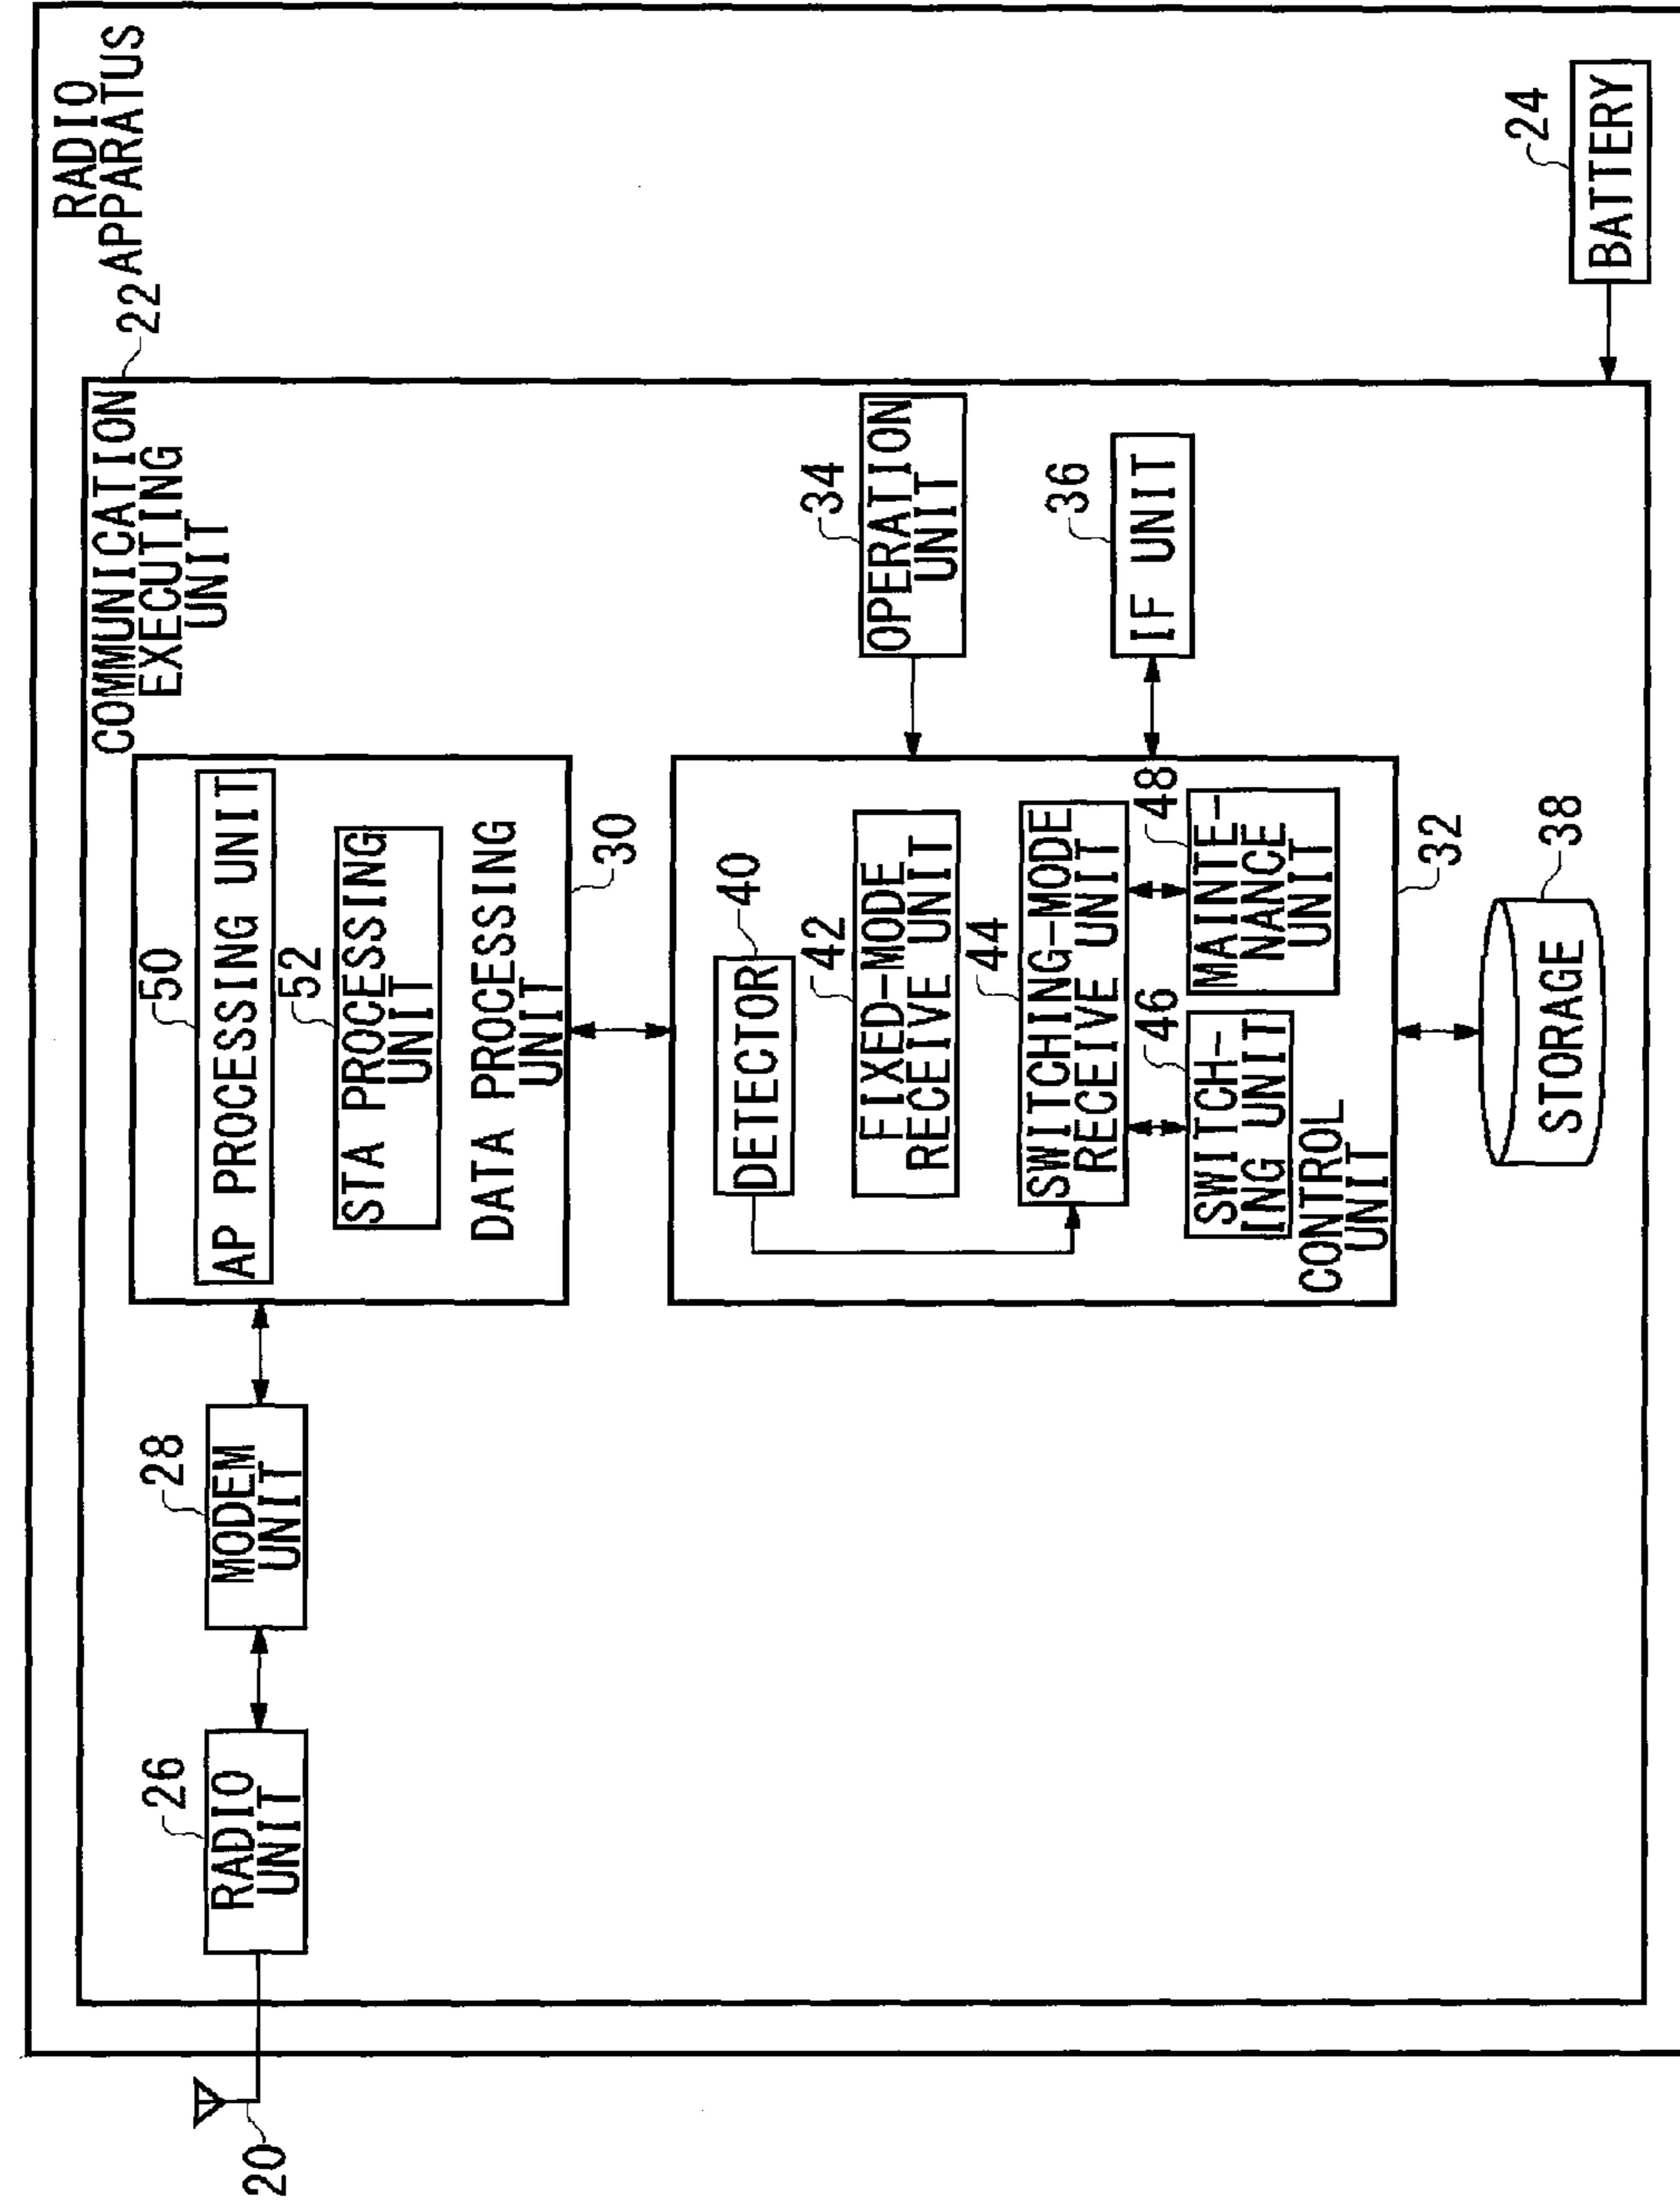 RADIO
APPARATUS
22
COMMUNICATION
EXECUTING
UNIT
20
26
RADIO
UNIT
28
MODEM
UNIT
50
AP PROCESSING UNIT
52
STA PROCESSING
UNIT
DATA PROCESSING
UNIT
30
40
DETECTOR
42
FIXED-MODE
RECEIVE UNIT
44
SWITCHING-MODE
RECEIVE UNIT
46
SWITCH-
ING UNIT
48
MAINTE-
NANCE
UNIT
CONTROL
UNIT
32
34
OPERATION
UNIT
36
IF UNIT
38
STORAGE
24
BATTERY